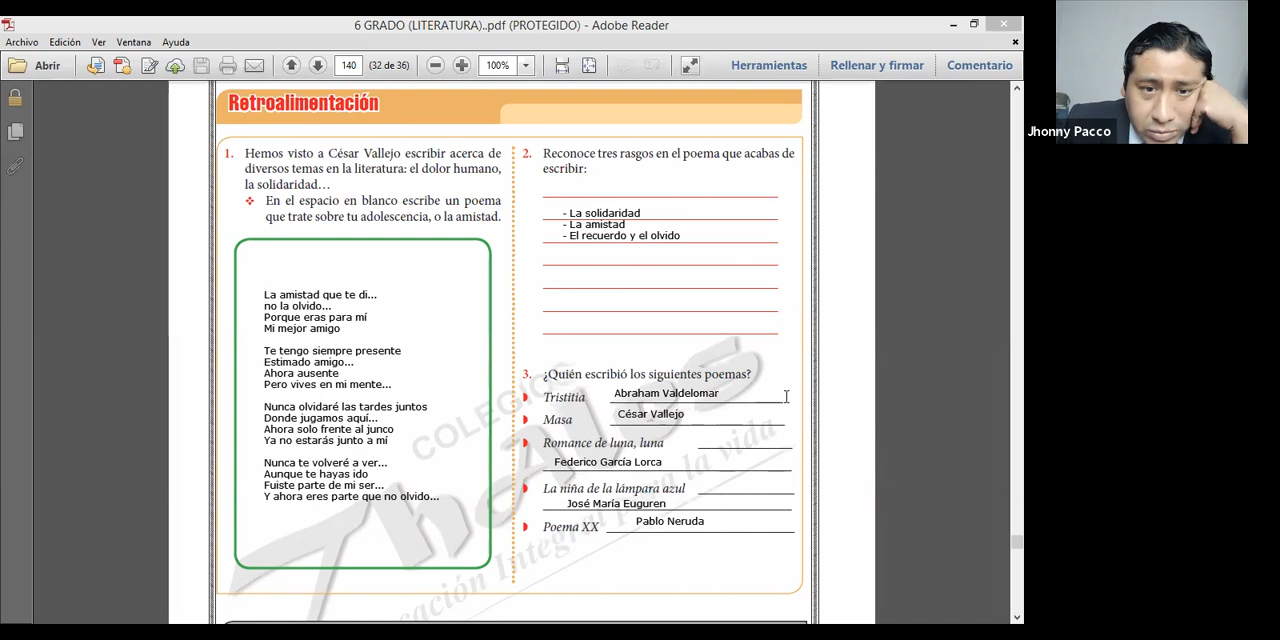 6 GRADO (LITERATURA)..pdf (PROTEGIDO) - Adobe Reader
Archivo Edición Ver Ventana Ayuda
Abrir 140 (32 de 36) 100% Herramientas Rellenar y firmar Comentario
Retroalimentación
1. Hemos visto a César Vallejo escribir acerca de
diversos temas en la literatura: el dolor humano,
la solidaridad...
En el espacio en blanco escribe un poema
que trate sobre tu adolescencia, o la amistad.
La amistad que te di...
no la olvido...
Porque eras para mí
Mi mejor amigo
Te tengo siempre presente
Estimado amigo...
Ahora ausente
Pero vives en mi mente...
Nunca olvidaré las tardes juntos
Donde jugamos aquí...
Ahora solo frente al junco
Ya no estarás junto a mí
Nunca te volveré a ver...
Aunque te hayas ido
Fuiste parte de mi ser...
Y ahora eres parte que no olvido...
2. Reconoce tres rasgos en el poema que acabas de
escribir:
- La solidaridad
- La amistad
- El recuerdo y el olvido
3. ¿Quién escribió los siguientes poemas?
Tristitia Abraham Valdelomar
Masa César Vallejo
Romance de luna, luna
Federico García Lorca
La niña de la lámpara azul
José María Euguren
Poema XX Pablo Neruda
COLEGIOS
Thales
cación Integral para la vida
Jhonny Pacco